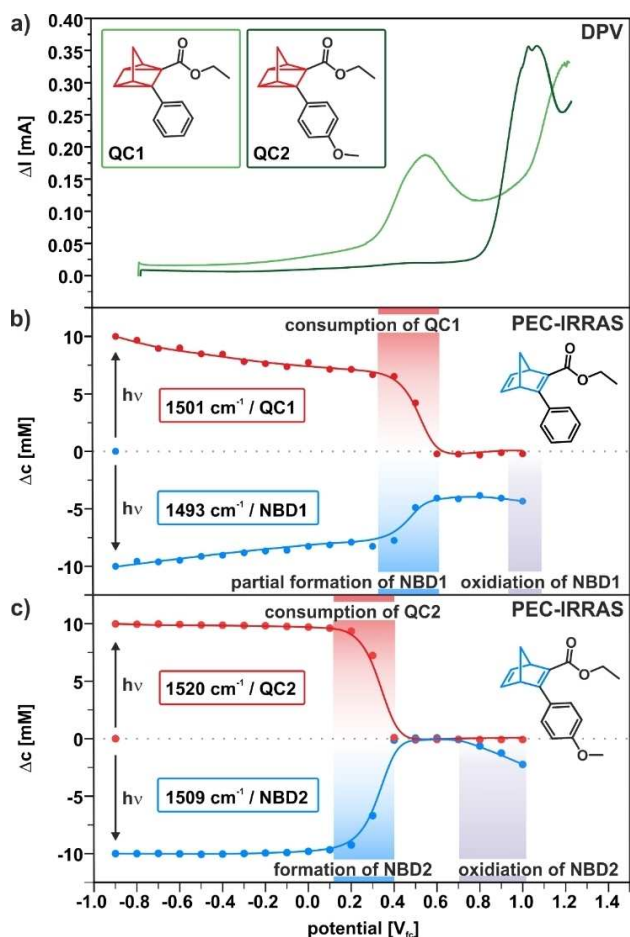 a)
DPV
QC1
QC2
O
O
O
O
O
ΔI [mA]
0.40
0.35
0.30
0.25
0.20
0.15
0.10
0.05
0.0
b)
consumption of QC1
PEC-IRRAS
hν
1501 cm⁻¹ / QC1
hν
1493 cm⁻¹ / NBD1
O
O
Δc [mM]
10
5
0
-5
-10
partial formation of NBD1
oxidiation of NBD1
c)
consumption of QC2
PEC-IRRAS
hν
1520 cm⁻¹ / QC2
hν
1509 cm⁻¹ / NBD2
O
O
O
Δc [mM]
10
5
0
-5
-10
formation of NBD2
oxidiation of NBD2
-1.0 -0.8 -0.6 -0.4 -0.2 0.0 0.2 0.4 0.6 0.8 1.0 1.2 1.4
potential [Vfc]